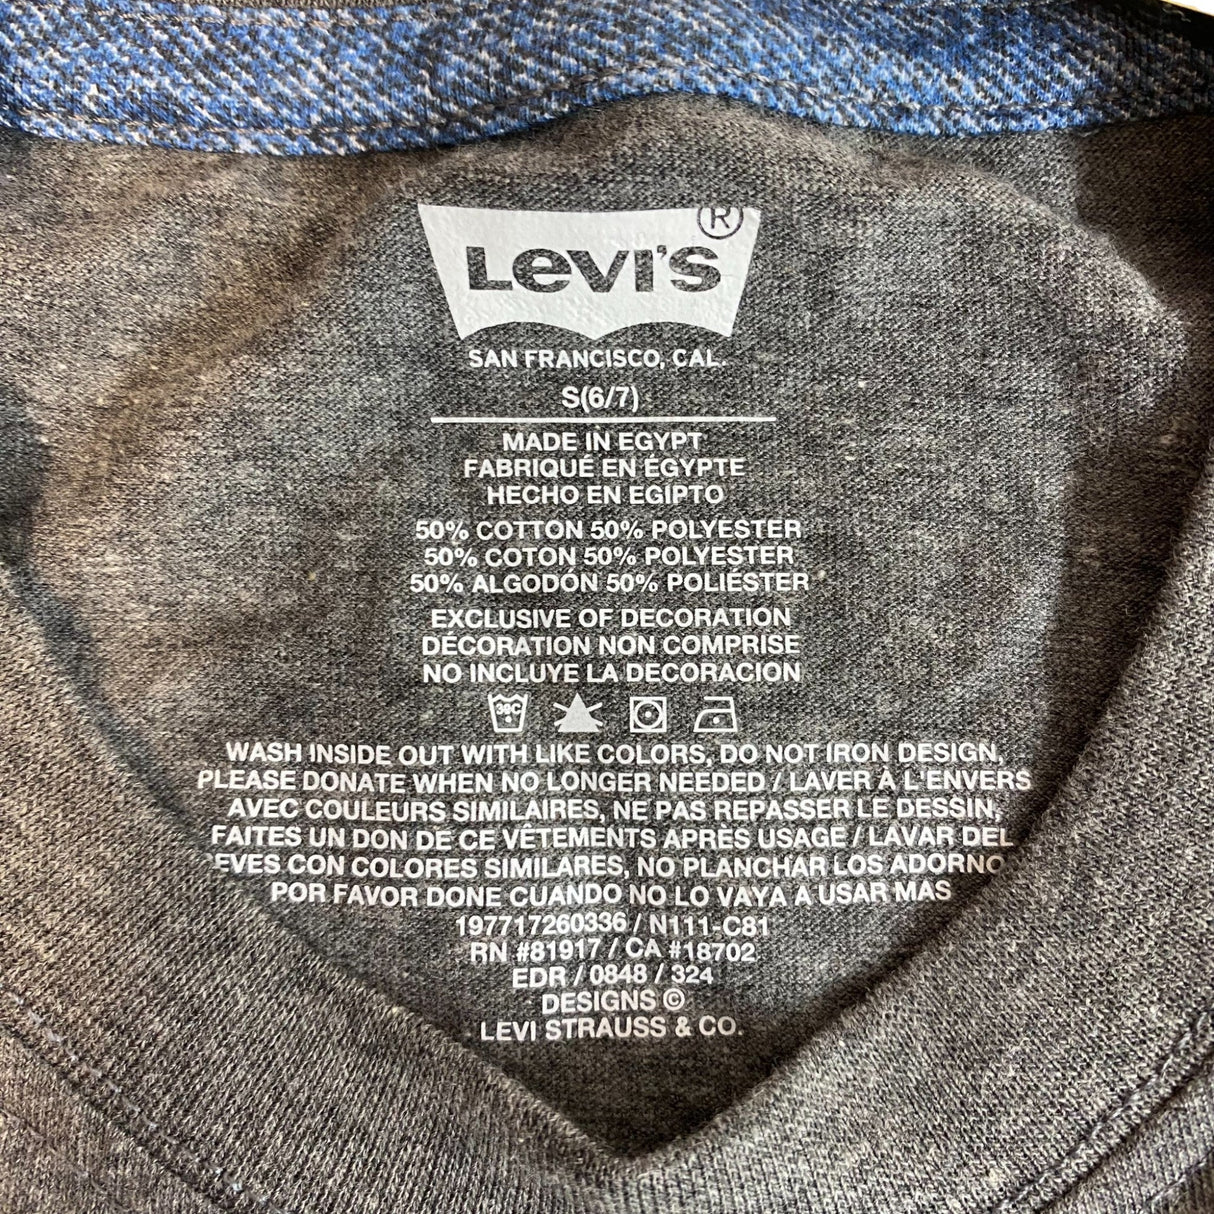 Levi's ®
SAN FRANCISCO, CAL.
S(6/7)
MADE IN EGYPT
FABRIQUÉ EN ÉGYPTE
HECHO EN EGIPTO
50% COTTON 50% POLYESTER
50% COTON 50% POLYESTER
50% ALGODÓN 50% POLIÉSTER
EXCLUSIVE OF DECORATION
DÉCORATION NON COMPRISE
NO INCLUYE LA DECORACION
30C
WASH INSIDE OUT WITH LIKE COLORS, DO NOT IRON DESIGN,
PLEASE DONATE WHEN NO LONGER NEEDED / LAVER À L'ENVERS
AVEC COULEURS SIMILAIRES, NE PAS REPASSER LE DESSIN,
FAITES UN DON DE CE VÊTEMENTS APRÈS USAGE / LAVAR DEL
CON COLORES SIMILARES, NO PLANCHAR LOS ADORNO
POR FAVOR DONE CUANDO NO LO VAYA A USAR MAS
197717260336 / N111-C81
RN #81917 / CA #18702
EDR / 0848 / 324
DESIGNS ©
LEVI STRAUSS & CO.